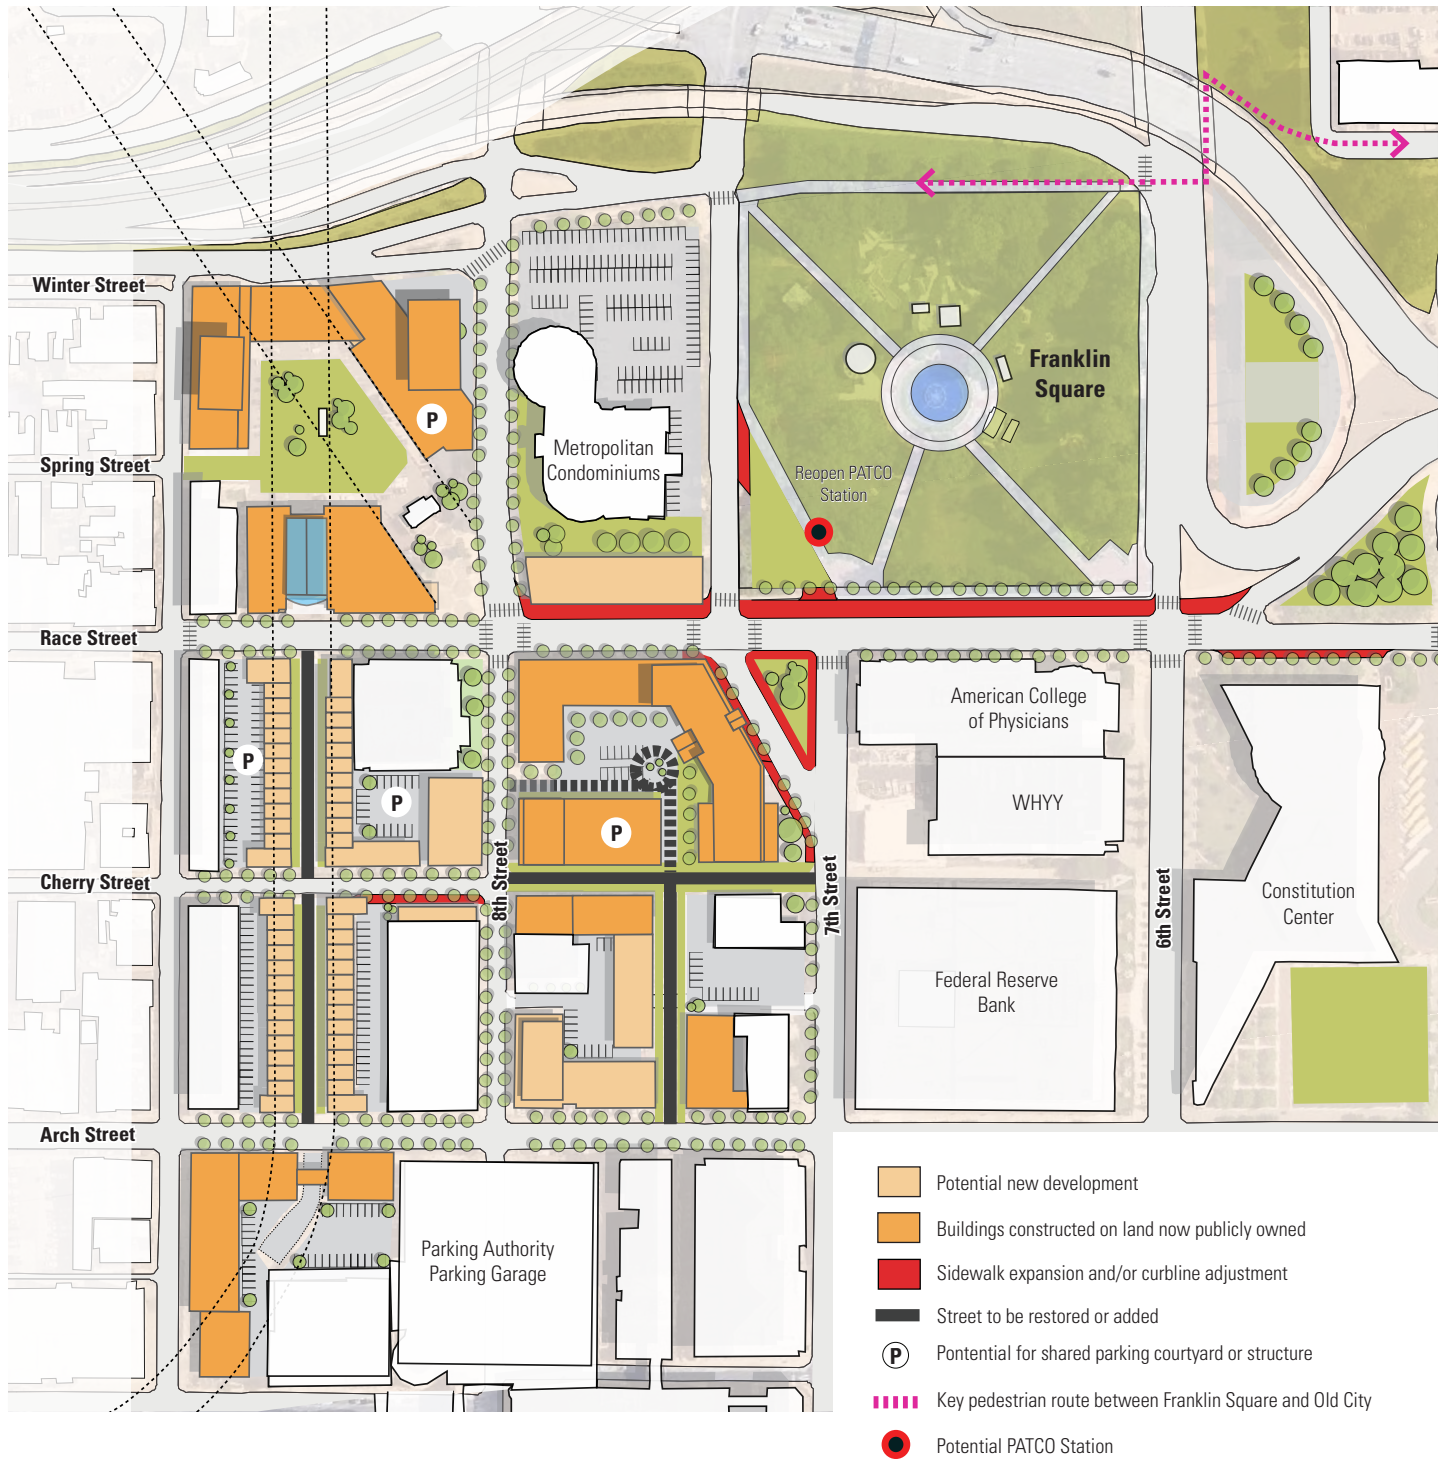 Winter Street
Spring Street
Race Street
Cherry Street
Arch Street
8th Street
7th Street
6th Street
P
P
P
P
Metropolitan
Condominiums
Franklin
Square
Reopen PATCO
Station
American College
of Physicians
WHYY
Constitution
Center
Federal Reserve
Bank
Parking Authority
Parking Garage
Potential new development
Buildings constructed on land now publicly owned
Sidewalk expansion and/or curbline adjustment
Street to be restored or added
P
Pontential for shared parking courtyard or structure
Key pedestrian route between Franklin Square and Old City
Potential PATCO Station